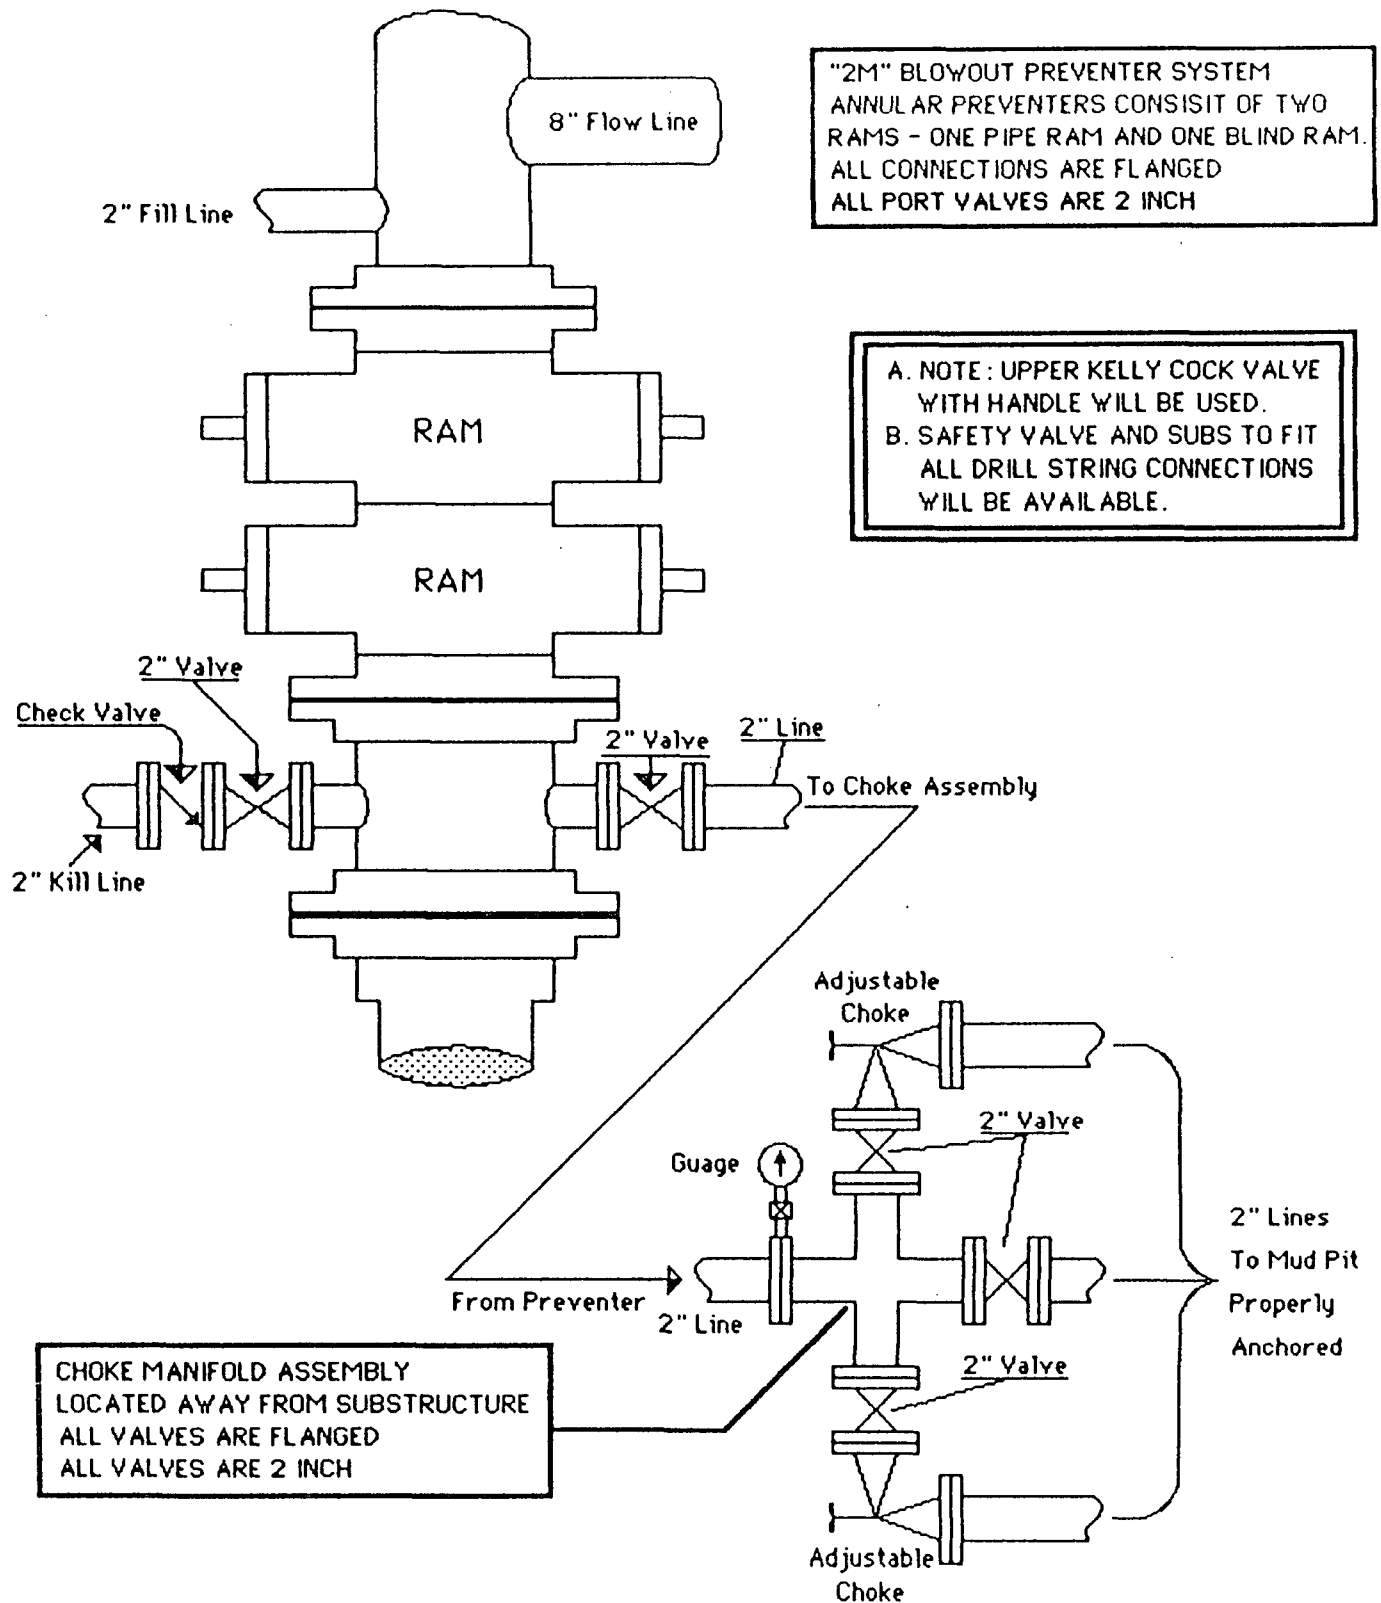 8" Flow Line
2" Fill Line
"2M" BLOWOUT PREVENTER SYSTEM
ANNULAR PREVENTERS CONSISIT OF TWO
RAMS - ONE PIPE RAM AND ONE BLIND RAM.
ALL CONNECTIONS ARE FLANGED
ALL PORT VALVES ARE 2 INCH
A. NOTE: UPPER KELLY COCK VALVE
WITH HANDLE WILL BE USED.
B. SAFETY VALVE AND SUBS TO FIT
ALL DRILL STRING CONNECTIONS
WILL BE AVAILABLE.
RAM
RAM
2" Valve
Check Valve
2" Kill Line
2" Valve
2" Line
To Choke Assembly
Adjustable
Choke
2" Valve
Guage
From Preventer
2" Line
2" Lines
To Mud Pit
Properly
Anchored
2" Valve
CHOKE MANIFOLD ASSEMBLY
LOCATED AWAY FROM SUBSTRUCTURE
ALL VALVES ARE FLANGED
ALL VALVES ARE 2 INCH
Adjustable
Choke